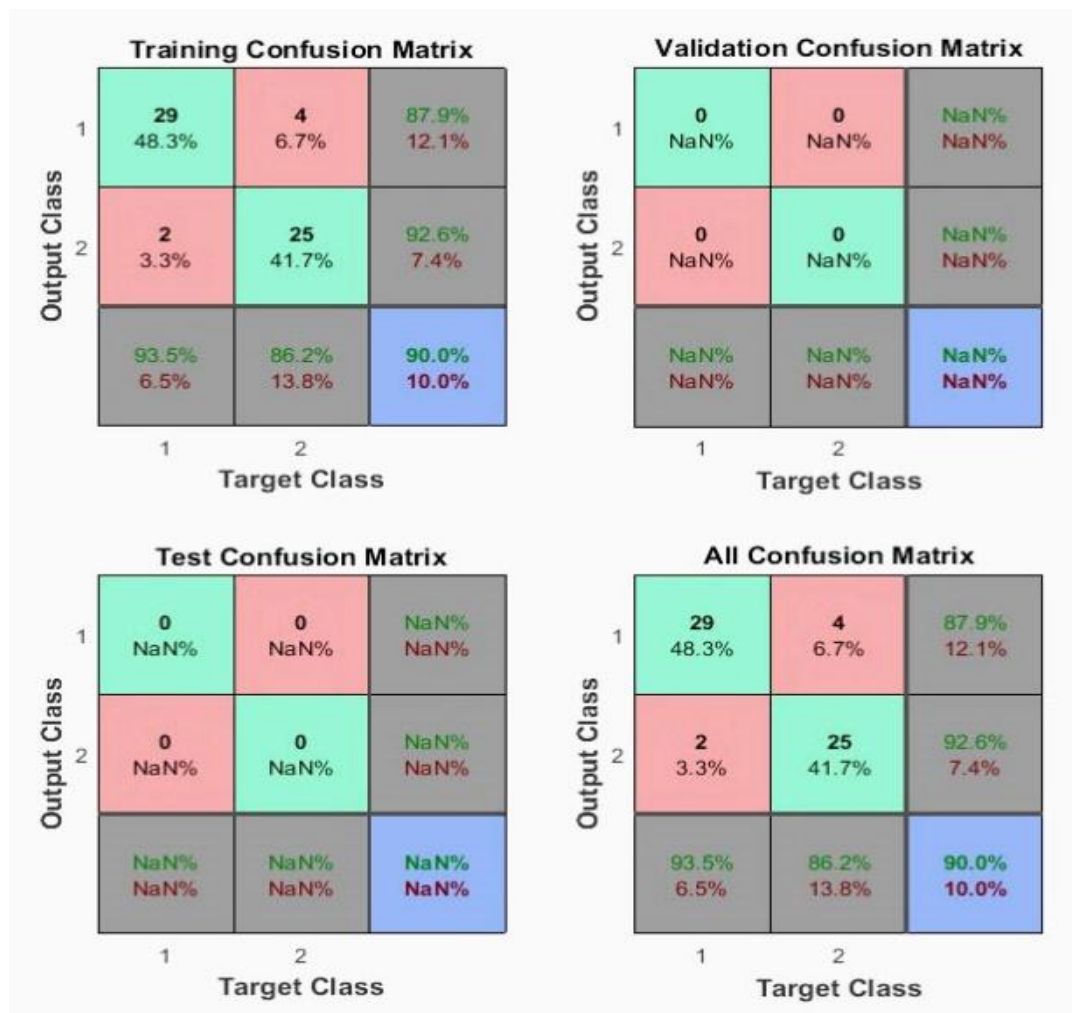 Training Confusion Matrix
Output Class
1
29
48.3%
4
6.7%
87.9%
12.1%
2
2
3.3%
25
41.7%
92.6%
7.4%
93.5%
6.5%
86.2%
13.8%
90.0%
10.0%
1
2
Target Class
Validation Confusion Matrix
Output Class
1
0
NaN%
0
NaN%
NaN%
NaN%
2
0
NaN%
0
NaN%
NaN%
NaN%
NaN%
NaN%
NaN%
NaN%
NaN%
NaN%
1
2
Target Class
Test Confusion Matrix
Output Class
1
0
NaN%
0
NaN%
NaN%
NaN%
2
0
NaN%
0
NaN%
NaN%
NaN%
NaN%
NaN%
NaN%
NaN%
NaN%
NaN%
1
2
Target Class
All Confusion Matrix
Output Class
1
29
48.3%
4
6.7%
87.9%
12.1%
2
2
3.3%
25
41.7%
92.6%
7.4%
93.5%
6.5%
86.2%
13.8%
90.0%
10.0%
1
2
Target Class